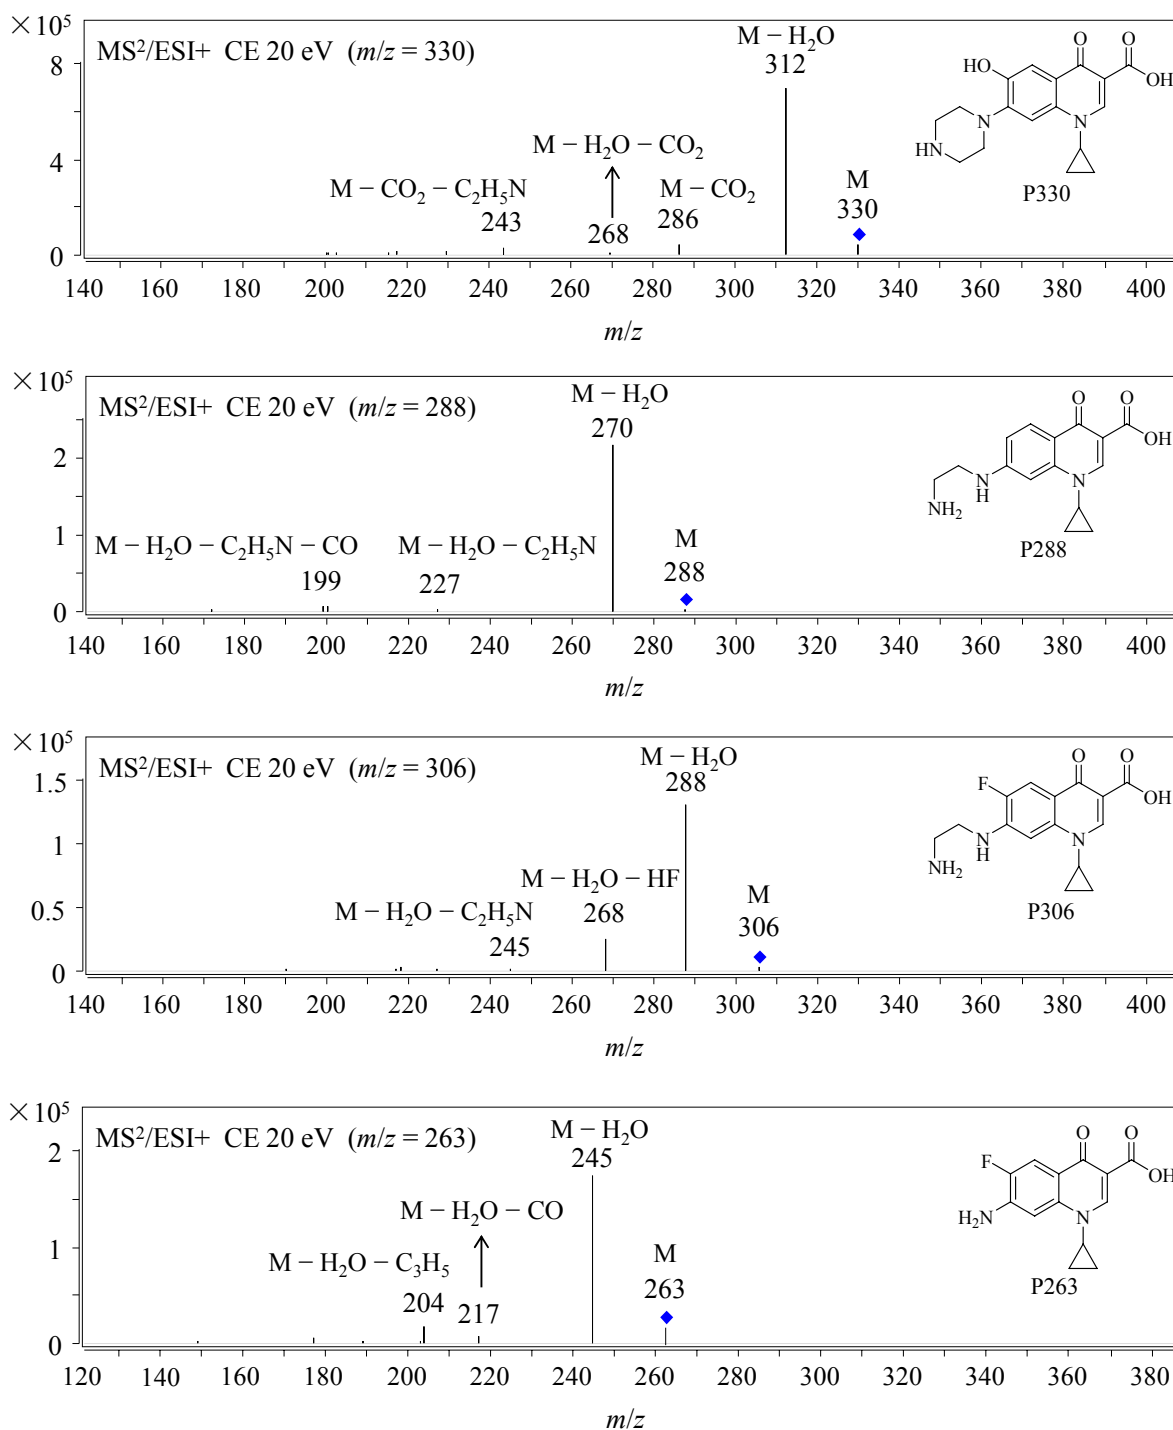 ×10⁵
MS²/ESI+ CE 20 eV (m/z = 330)
M − H₂O
312
M − H₂O − CO₂
M − CO₂ − C₂H₅N
243
268
M − CO₂
286
M
330
HO
O
O
OH
N
HN
N
P330
8
4
0
140 160 200 220 240 260 280 300 320 340 360 380 400
m/z
×10⁵
MS²/ESI+ CE 20 eV (m/z = 288)
M − H₂O
270
M − H₂O − C₂H₅N − CO
199
M − H₂O − C₂H₅N
227
M
288
O
O
OH
N
H
NH₂
N
P288
2
1
0
140 160 180 200 220 240 260 280 300 320 340 360 380 400
m/z
×10⁵
MS²/ESI+ CE 20 eV (m/z = 306)
M − H₂O
288
M − H₂O − HF
268
M − H₂O − C₂H₅N
245
M
306
F
O
O
OH
N
H
NH₂
N
P306
1.5
1
0.5
0
140 160 180 200 220 240 260 280 300 320 340 360 380 400
m/z
×10⁵
MS²/ESI+ CE 20 eV (m/z = 263)
M − H₂O
245
M − H₂O − CO
M − H₂O − C₃H₅
204
217
M
263
F
O
O
OH
H₂N
N
P263
2
1
0
120 140 160 180 200 220 240 260 280 300 320 340 360 380
m/z